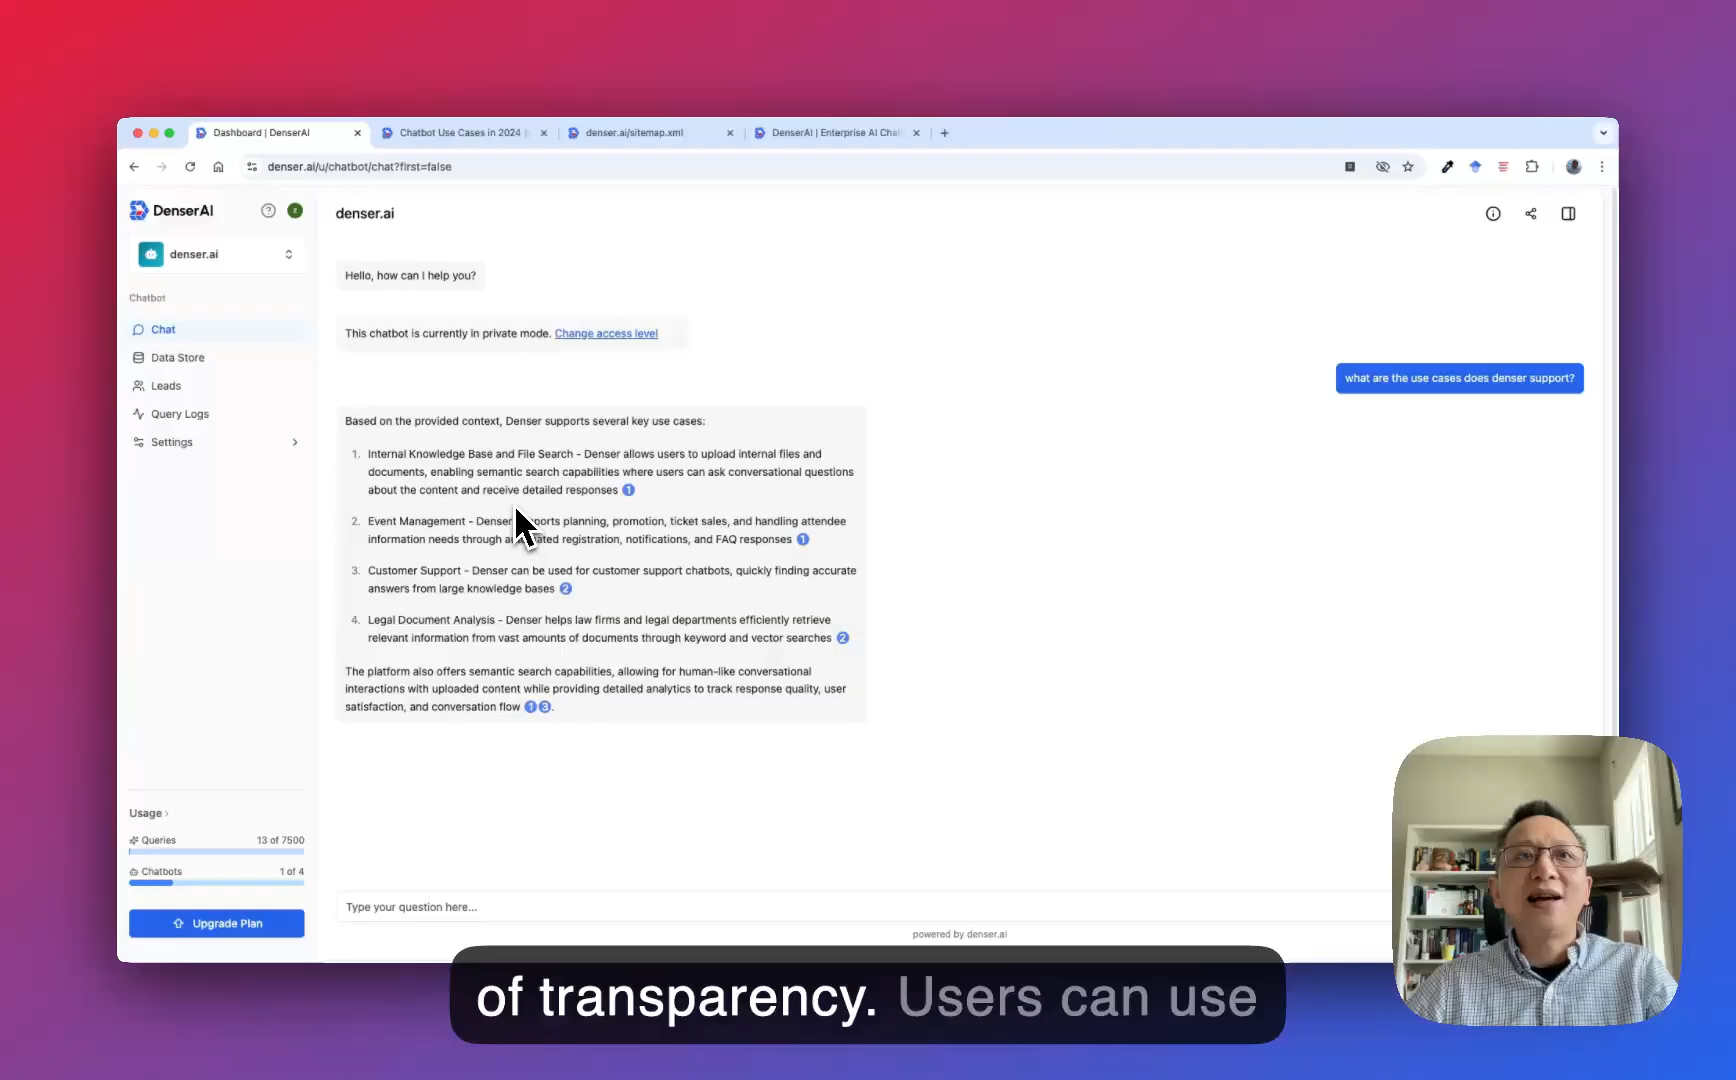 Dashboard | DenserAI
Chatbot Use Cases in 2024
denser.ai/sitemap.xml
DenserAI | Enterprise AI Cha
denser.ai/u/chatbot/chat?first=false
DenserAI
denser.ai
denser.ai
Chatbot
Chat
Data Store
Leads
Query Logs
Settings
Usage
Queries 13 of 7500
Chatbots 1 of 4
Upgrade Plan
Hello, how can I help you?
This chatbot is currently in private mode. Change access level
what are the use cases does denser support?
Based on the provided context, Denser supports several key use cases:
1. Internal Knowledge Base and File Search - Denser allows users to upload internal files and
documents, enabling semantic search capabilities where users can ask conversational questions
about the content and receive detailed responses 1
2. Event Management - Denser planning, promotion, ticket sales, and handling attendee
information needs through registration, notifications, and FAQ responses 1
3. Customer Support - Denser can be used for customer support chatbots, quickly finding accurate
answers from large knowledge bases 2
4. Legal Document Analysis - Denser helps law firms and legal departments efficiently retrieve
relevant information from vast amounts of documents through keyword and vector searches 2
The platform also offers semantic search capabilities, allowing for human-like conversational
interactions with uploaded content while providing detailed analytics to track response quality, user
satisfaction, and conversation flow 1 3.
Type your question here...
powered by denser.ai
of transparency. Users can use